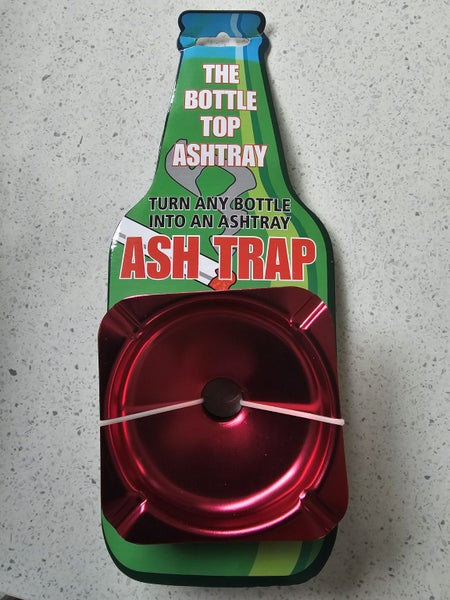 THE
BOTTLE
TOP
ASHTRAY
TURN ANY BOTTLE
INTO AN ASHTRAY
ASH TRAP